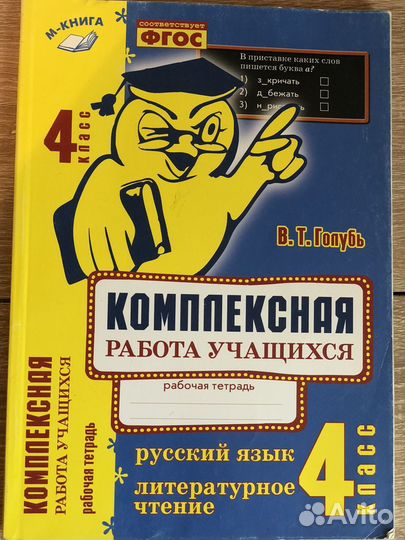 М-КНИГА
соответствует
ФГОС
В приставке каких слов
пишется буква а?
1) з_кричать
2) д_бежать
3) н_рисовать
4 класс
В. Т. Голубь
КОМПЛЕКСНАЯ
РАБОТА УЧАЩИХСЯ
рабочая тетрадь
русский язык
литературное
чтение
4 класс
КОМПЛЕКСНАЯ
РАБОТА УЧАЩИХСЯ
рабочая тетрадь
Avito